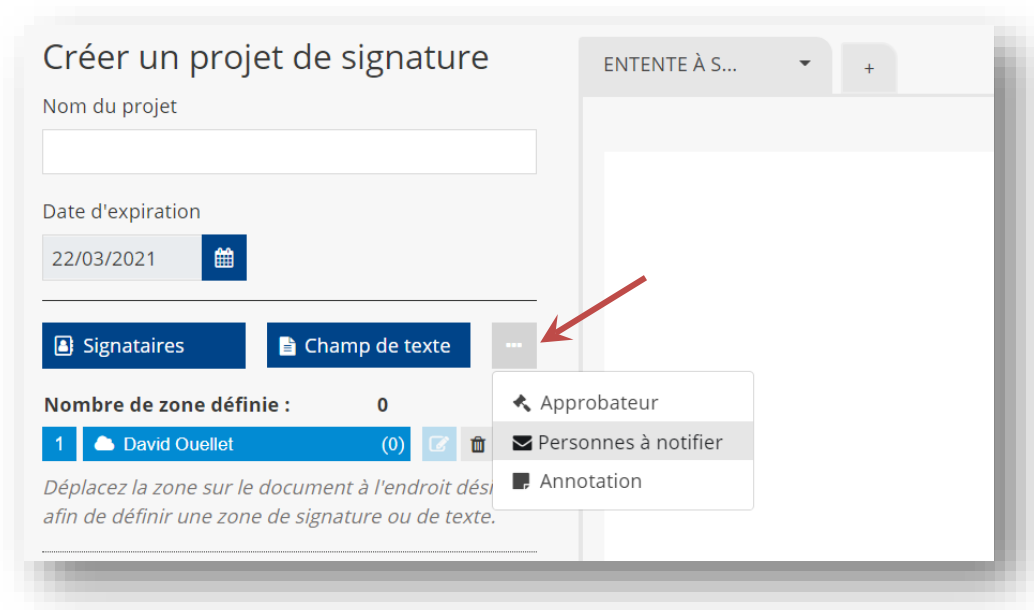 Créer un projet de signature
ENTENTE À S...
+
Nom du projet
Date d'expiration
22/03/2021
Signataires
Champ de texte
Nombre de zone définie : 0
1 David Ouellet (0)
Déplacez la zone sur le document à l'endroit dési
afin de définir une zone de signature ou de texte.
Approbateur
Personnes à notifier
Annotation